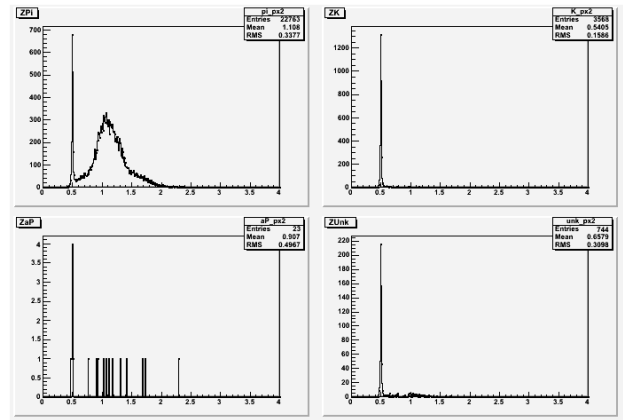 ZPi
pi_px2
Entries 22763
Mean 1.108
RMS 0.3377
700
600
500
400
300
200
100
0
0 0.5 1 1.5 2 2.5 3 3.5 4
ZK
K_px2
Entries 3568
Mean 0.5405
RMS 0.1586
1200
1000
800
600
400
200
0
0 0.5 1 1.5 2 2.5 3 3.5 4
ZaP
aP_px2
Entries 23
Mean 0.907
RMS 0.4967
4
3.5
3
2.5
2
1.5
1
0.5
0
0 0.5 1 1.5 2 2.5 3 3.5 4
ZUnk
unk_px2
Entries 744
Mean 0.6579
RMS 0.3098
220
200
180
160
140
120
100
80
60
40
20
0
0 0.5 1 1.5 2 2.5 3 3.5 4